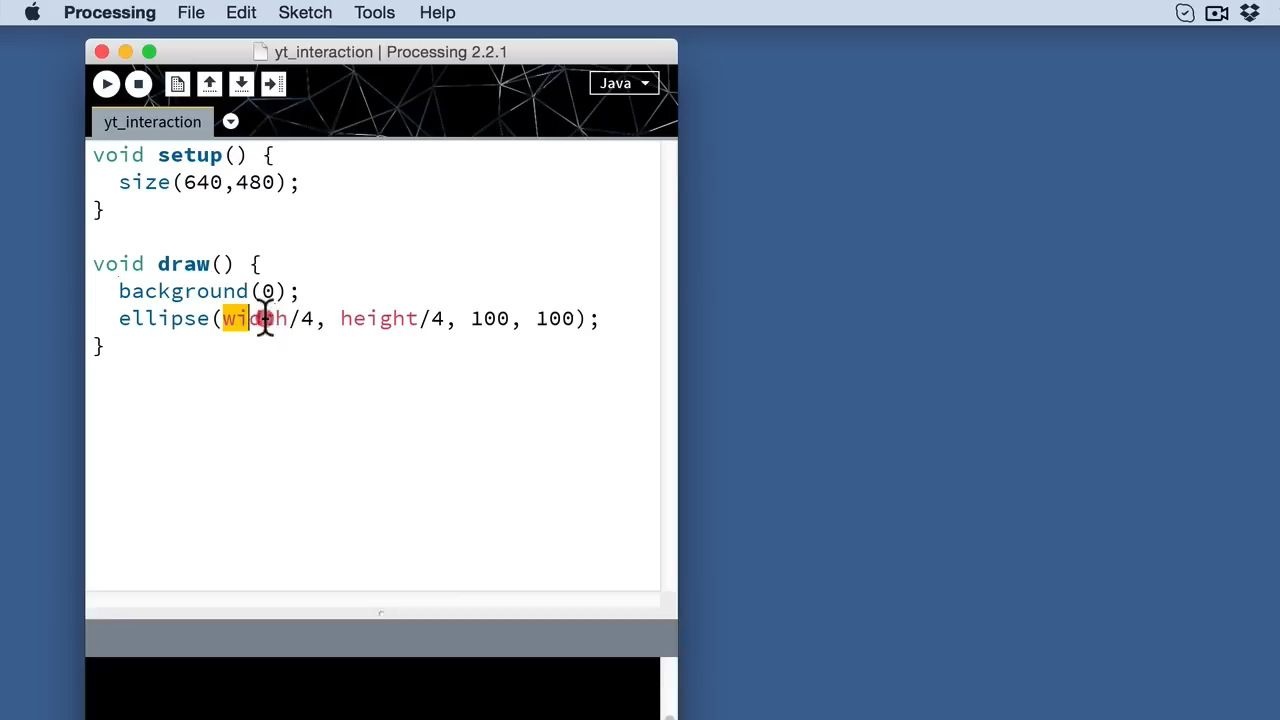 Processing File Edit Sketch Tools Help
yt_interaction | Processing 2.2.1
Java
yt_interaction
void setup() {
  size(640,480);
}
void draw() {
  background(0);
  ellipse(width/4, height/4, 100, 100);
}